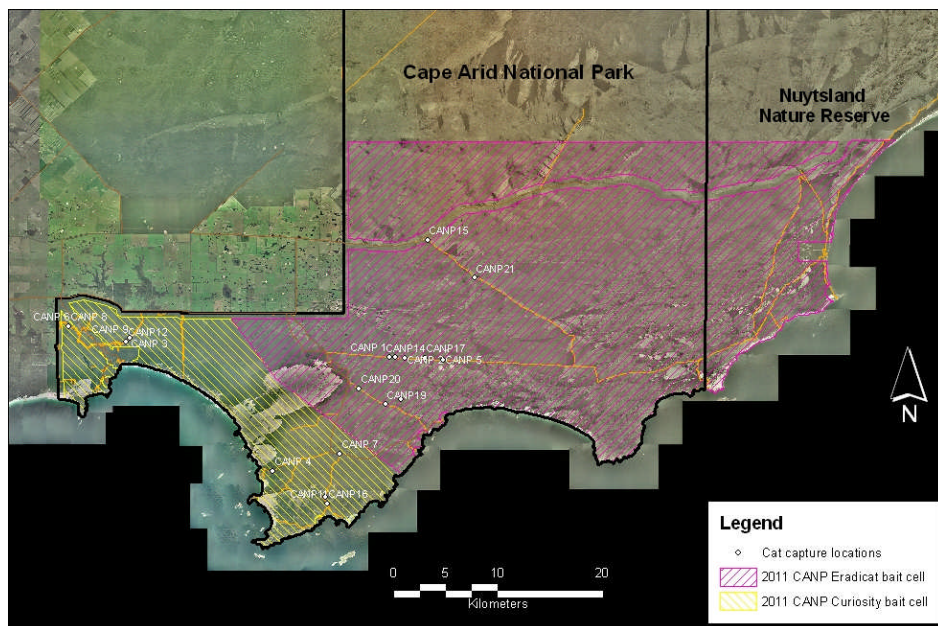 Cape Arid National Park
Nuytsland
Nature Reserve
CANP15
CANP21
CANP 8
CANP 9
CANP12
CANP 3
CANP 1
CANP14
CANP17
CANP 5
CANP20
CANP19
CANP 7
CANP 4
CANP11
CANP16
N
Legend
Cat capture locations
2011 CANP Eradicat bait cell
2011 CANP Curiosity bait cell
0 5 10 20
Kilometers